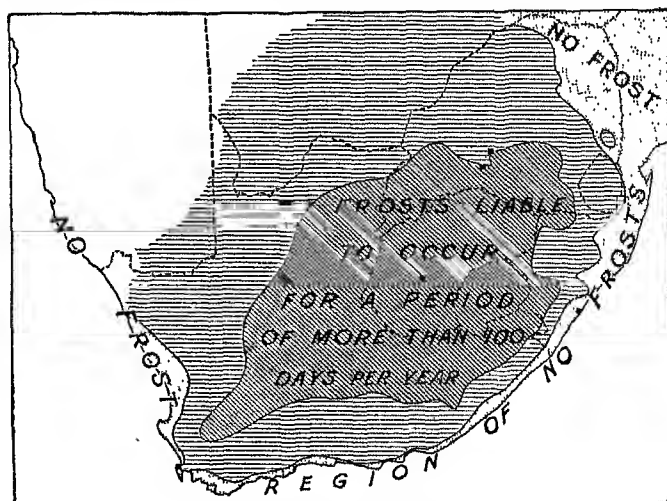 NO FROST
FROSTS LIABLE
TO OCCUR
FOR A PERIOD
OF MORE THAN 100
DAYS PER YEAR
NO FROST
REGION OF NO FROSTS